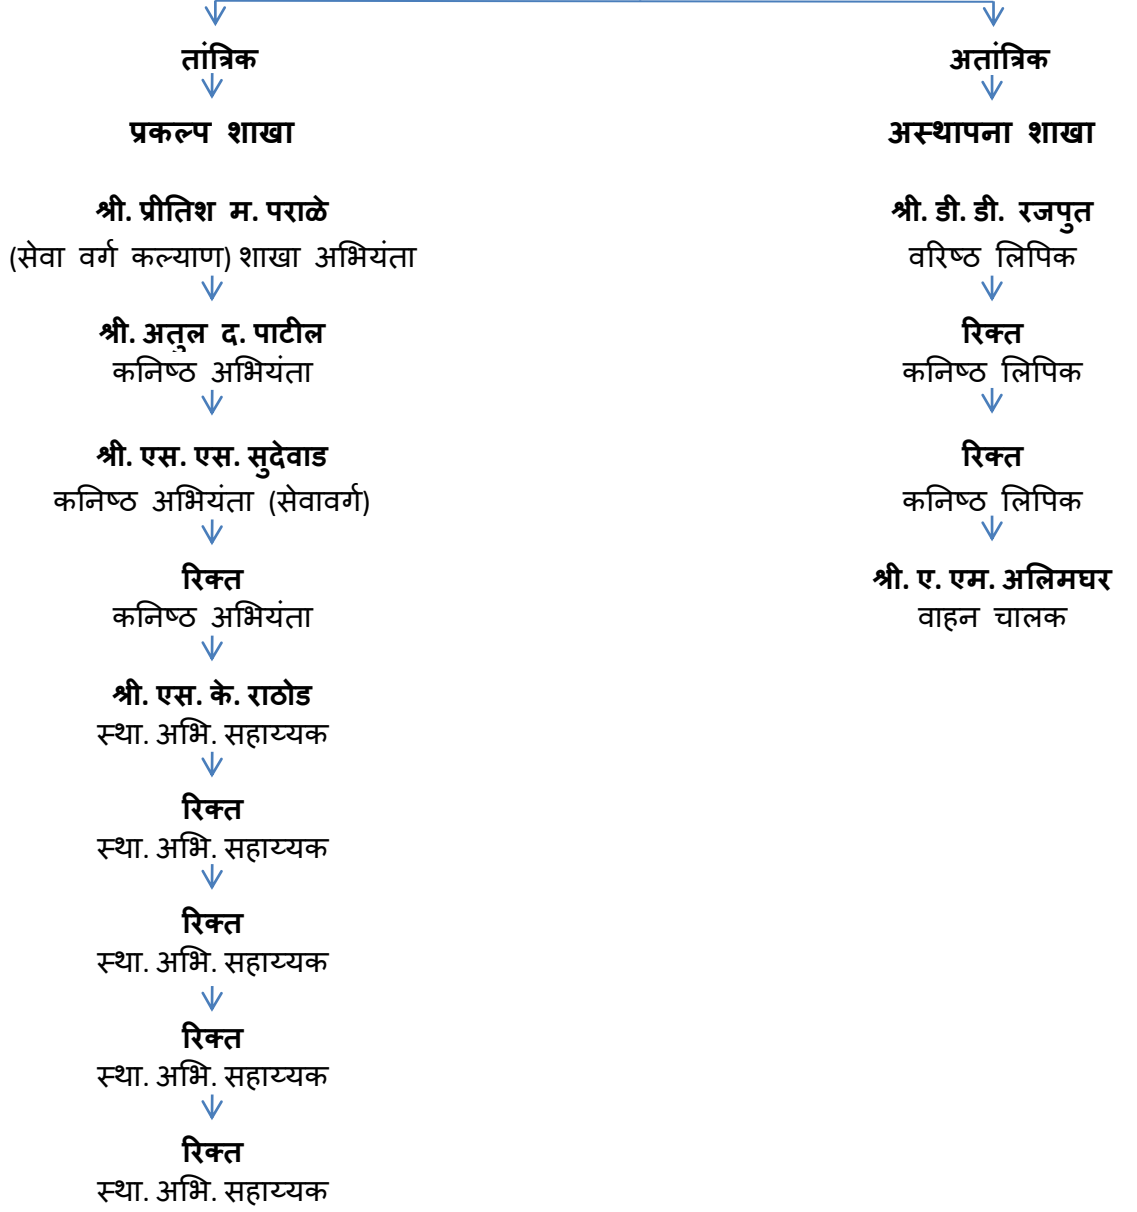 तांत्रिक
प्रकल्प शाखा
श्री. प्रीतिश म. पराळे
(सेवा वर्ग कल्याण) शाखा अभियंता
श्री. अतुल द. पाटील
कनिष्ठ अभियंता
श्री. एस. एस. सुदेवाड
कनिष्ठ अभियंता (सेवावर्ग)
रिक्त
कनिष्ठ अभियंता
श्री. एस. के. राठोड
स्था. अभि. सहाय्यक
रिक्त
स्था. अभि. सहाय्यक
रिक्त
स्था. अभि. सहाय्यक
रिक्त
स्था. अभि. सहाय्यक
रिक्त
स्था. अभि. सहाय्यक
अतांत्रिक
अस्थापना शाखा
श्री. डी. डी. रजपुत
वरिष्ठ लिपिक
रिक्त
कनिष्ठ लिपिक
रिक्त
कनिष्ठ लिपिक
श्री. ए. एम. अलिमघर
वाहन चालक